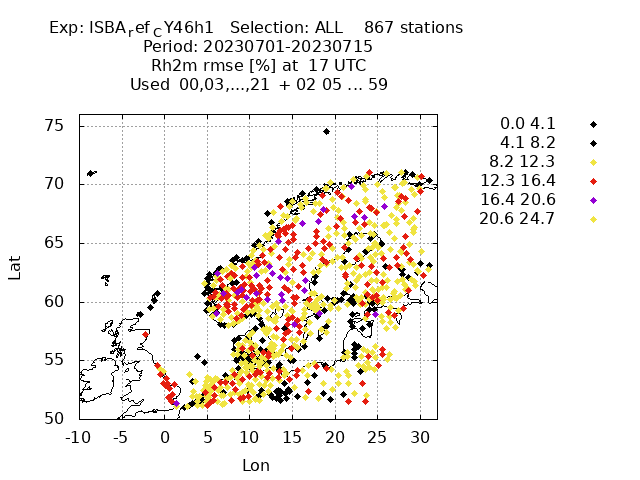 Exp: ISBA_ref_CY46h1 Selection: ALL 867 stations
Period: 20230701-20230715
Rh2m rmse [%] at 17 UTC
Used 00,03,...,21 + 02 05 ... 59
0.0 4.1
4.1 8.2
8.2 12.3
12.3 16.4
16.4 20.6
20.6 24.7
75
70
65
60
55
50
Lat
-10 -5 0 5 10 15 20 25 30
Lon